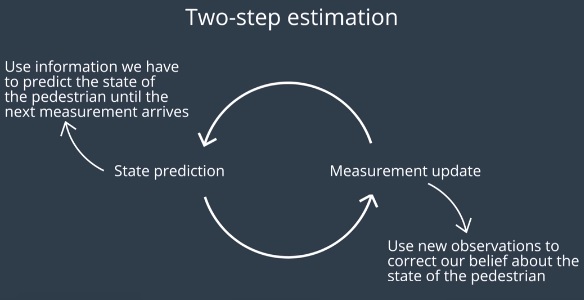 Two-step estimation
Use information we have
to predict the state of
the pedestrian until the
next measurement arrives
State prediction
Measurement update
Use new observations to
correct our belief about the
state of the pedestrian